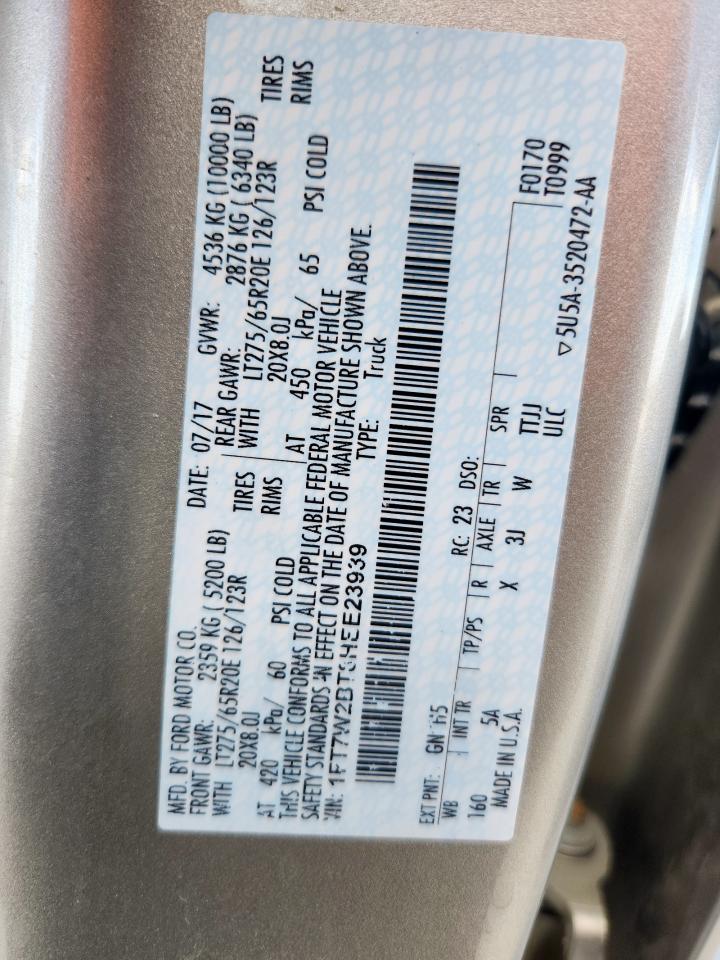 MFD. BY FORD MOTOR CO.
DATE: 07/17
GVWR: 4536 KG (10000 LB)
FRONT GAWR: 2359 KG ( 5200 LB)
REAR GAWR: 2876 KG ( 6340 LB)
WITH LT275/65R20E 126/123R TIRES
WITH LT275/65R20E 126/123R TIRES
20X8.0J RIMS
20X8.0J RIMS
AT 420 kPa/ 60 PSI COLD
AT 450 kPa/ 65 PSI COLD
THIS VEHICLE CONFORMS TO ALL APPLICABLE FEDERAL MOTOR VEHICLE
SAFETY STANDARDS IN EFFECT ON THE DATE OF MANUFACTURE SHOWN ABOVE.
VIN: 1FT7W2BT8HEE23939
TYPE: Truck
EXT PNT: GN H5 RC: 23 DSO: F0170
WB INT TR TP/PS R AXLE TR SPR T0999
160 5A X 3J W TTJJ
MADE IN U.S.A. ULC
▽5U5A-3520472-AA